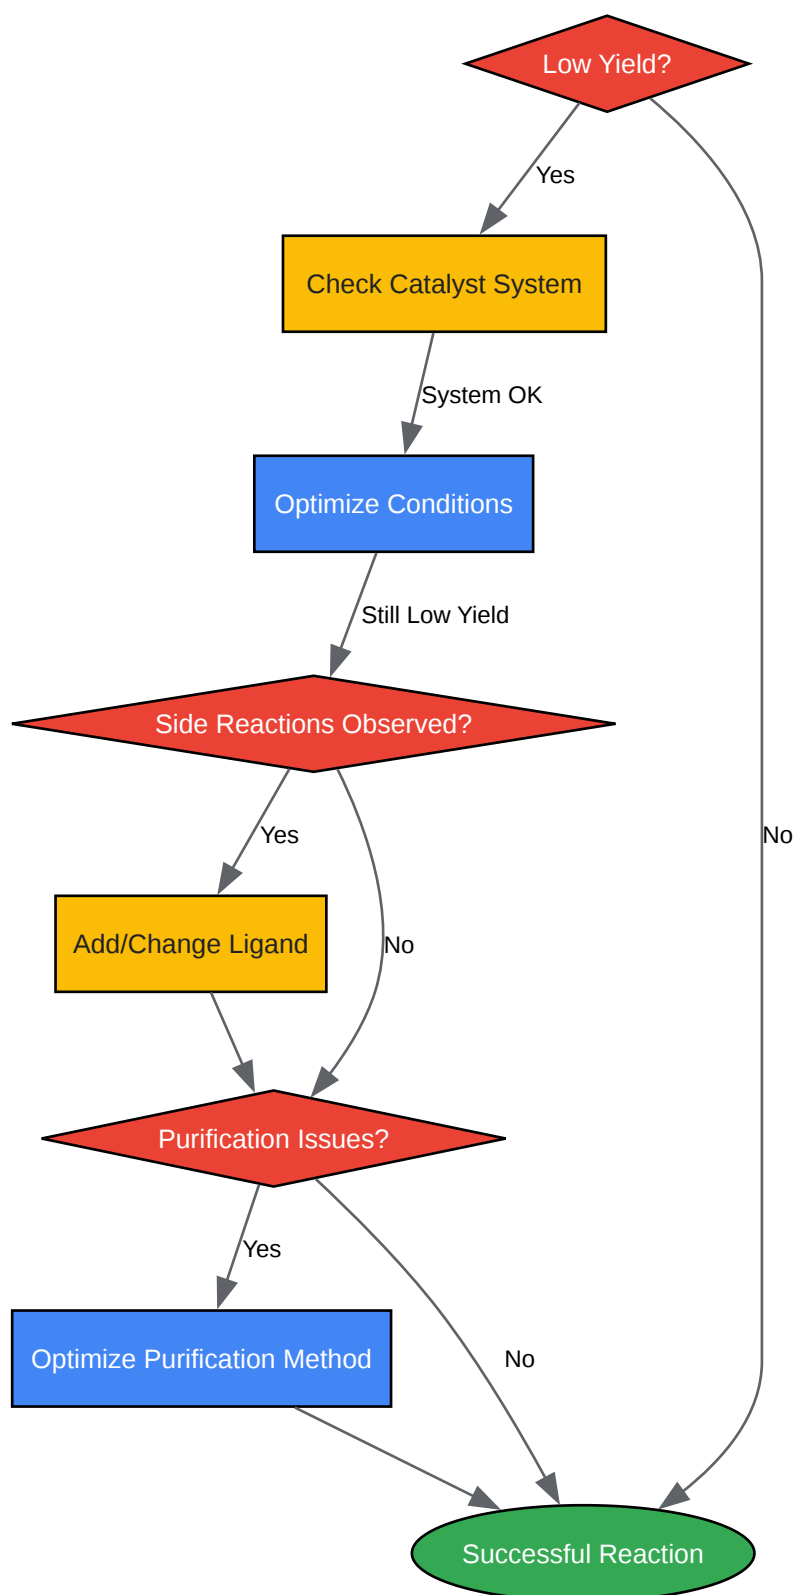 Low Yield?
Yes
Check Catalyst System
System OK
Optimize Conditions
Still Low Yield
Side Reactions Observed?
Yes
No
Add/Change Ligand
No
Purification Issues?
Yes
Optimize Purification Method
No
Successful Reaction